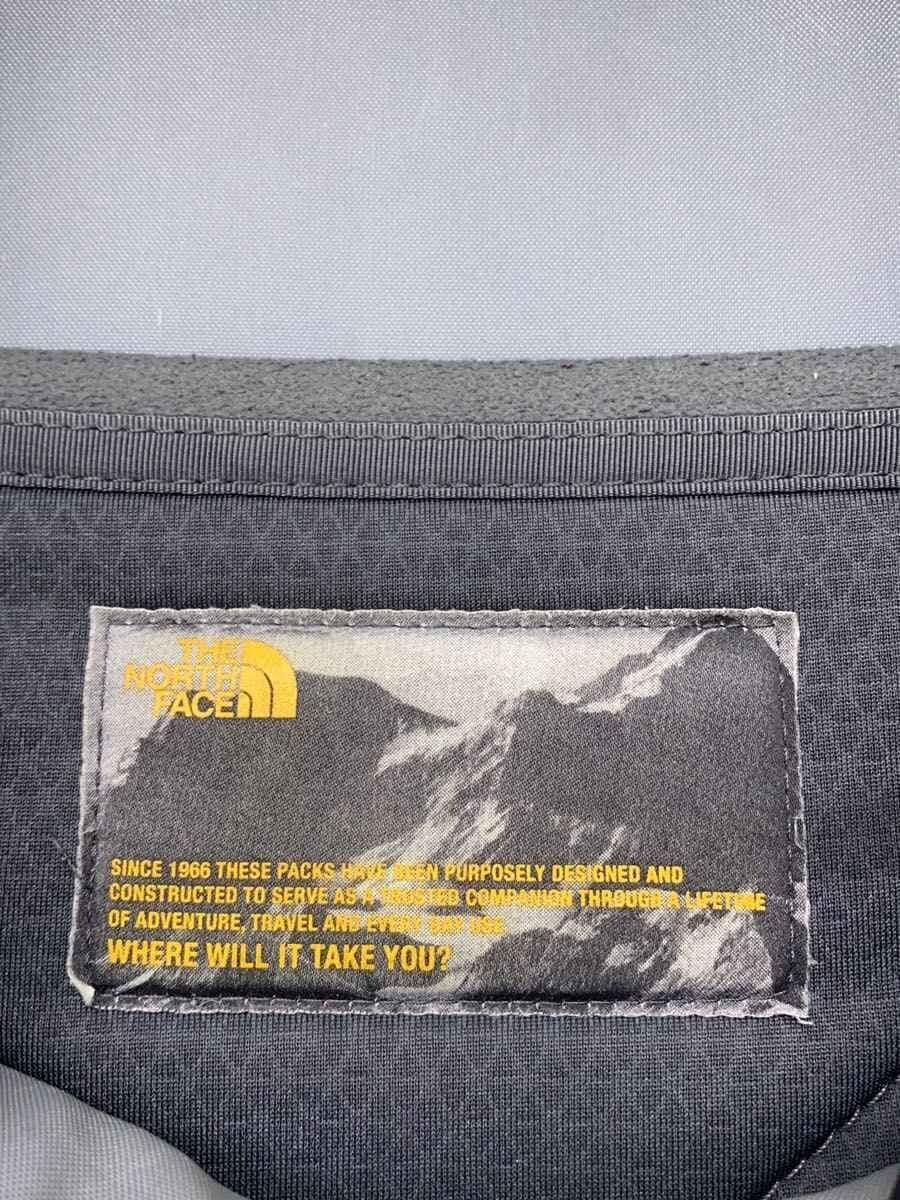 THE
NORTH
FACE
SINCE 1966 THESE PACKS HAVE BEEN PURPOSELY DESIGNED AND
CONSTRUCTED TO SERVE AS A TRUSTED COMPANION THROUGH A LIFETIME
OF ADVENTURE, TRAVEL AND EVERY DAY USE.
WHERE WILL IT TAKE YOU?